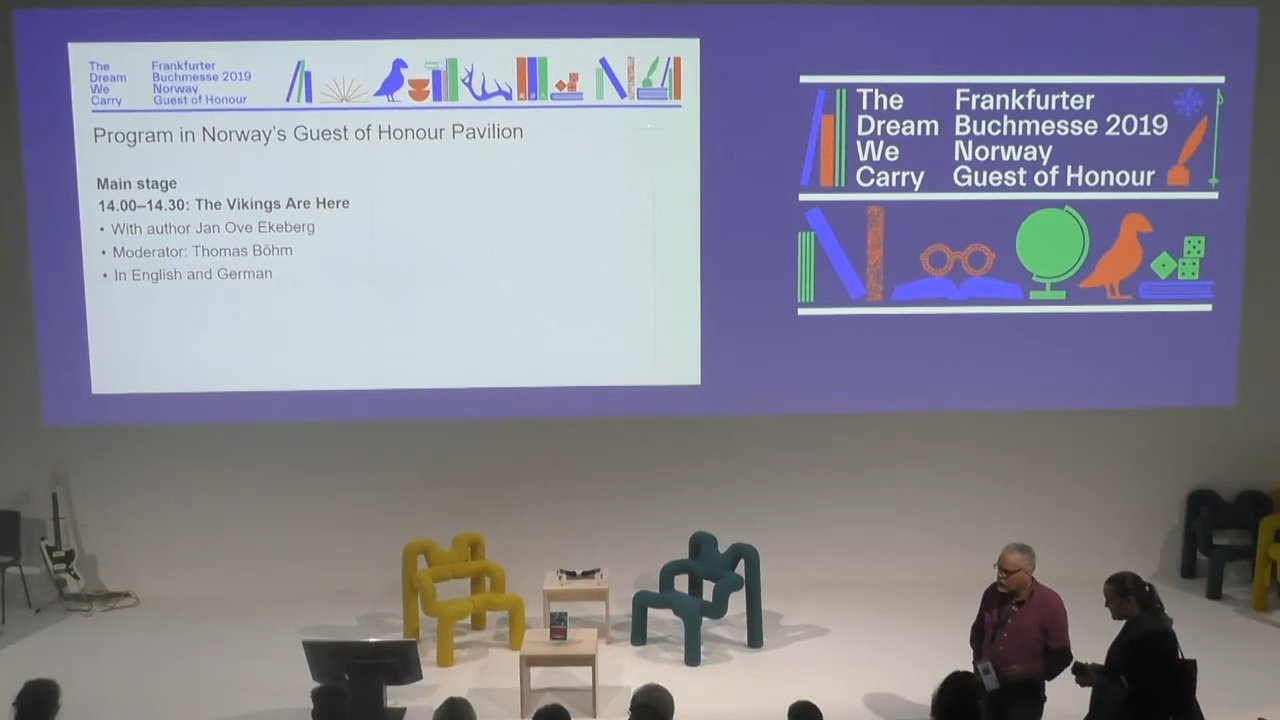 The
Dream
We
Carry
Frankfurter
Buchmesse 2019
Norway
Guest of Honour
Program in Norway's Guest of Honour Pavilion
Main stage
14.00–14.30: The Vikings Are Here
• With author Jan Ove Ekeberg
• Moderator: Thomas Böhm
• In English and German
The
Dream
We
Carry
Frankfurter
Buchmesse 2019
Norway
Guest of Honour